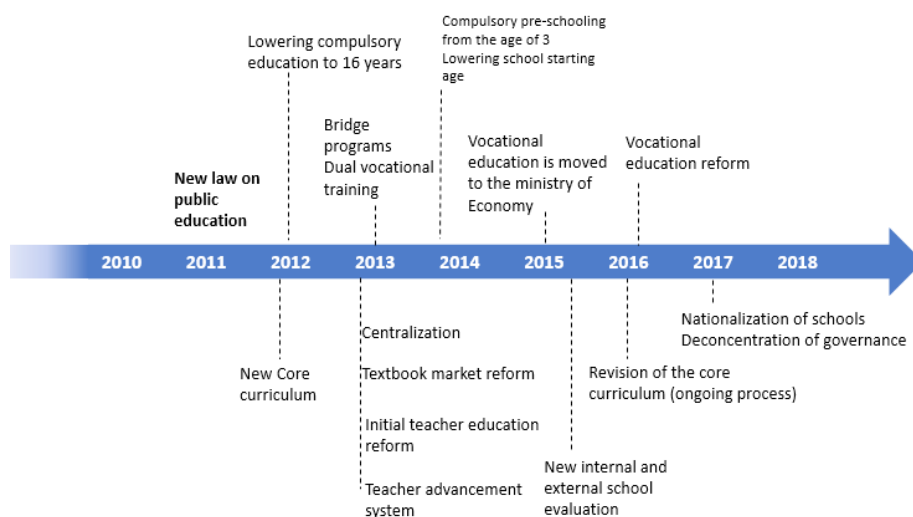 Lowering compulsory
education to 16 years
Compulsory pre-schooling
from the age of 3
Lowering school starting
age
Bridge
programs
Dual vocational
training
Vocational
education is moved
to the ministry of
Economy
Vocational
education reform
New law on
public
education
2010 2011 2012 2013 2014 2015 2016 2017 2018
New Core
curriculum
Centralization
Textbook market reform
Initial teacher education
reform
Teacher advancement
system
New internal and
external school
evaluation
Revision of the core
curriculum (ongoing process)
Nationalization of schools
Deconcentration of governance